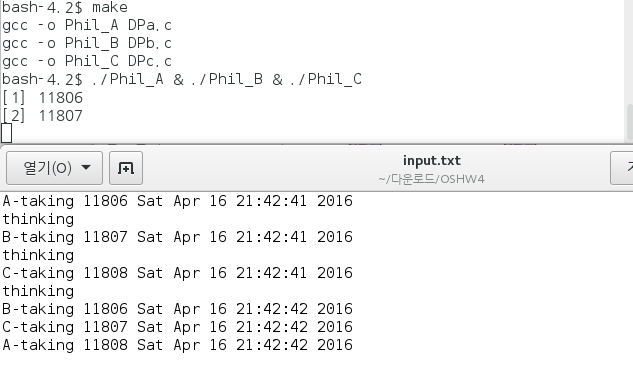 bash-4.2$ make
gcc -o Phil_A DPa.c
gcc -o Phil_B DPb.c
gcc -o Phil_C DPc.c
bash-4.2$ ./Phil_A & ./Phil_B & ./Phil_C
[1] 11806
[2] 11807
열기(O)
input.txt
~/다운로드/OSHW4
A-taking 11806 Sat Apr 16 21:42:41 2016
thinking
B-taking 11807 Sat Apr 16 21:42:41 2016
thinking
C-taking 11808 Sat Apr 16 21:42:41 2016
thinking
B-taking 11806 Sat Apr 16 21:42:42 2016
C-taking 11807 Sat Apr 16 21:42:42 2016
A-taking 11808 Sat Apr 16 21:42:42 2016